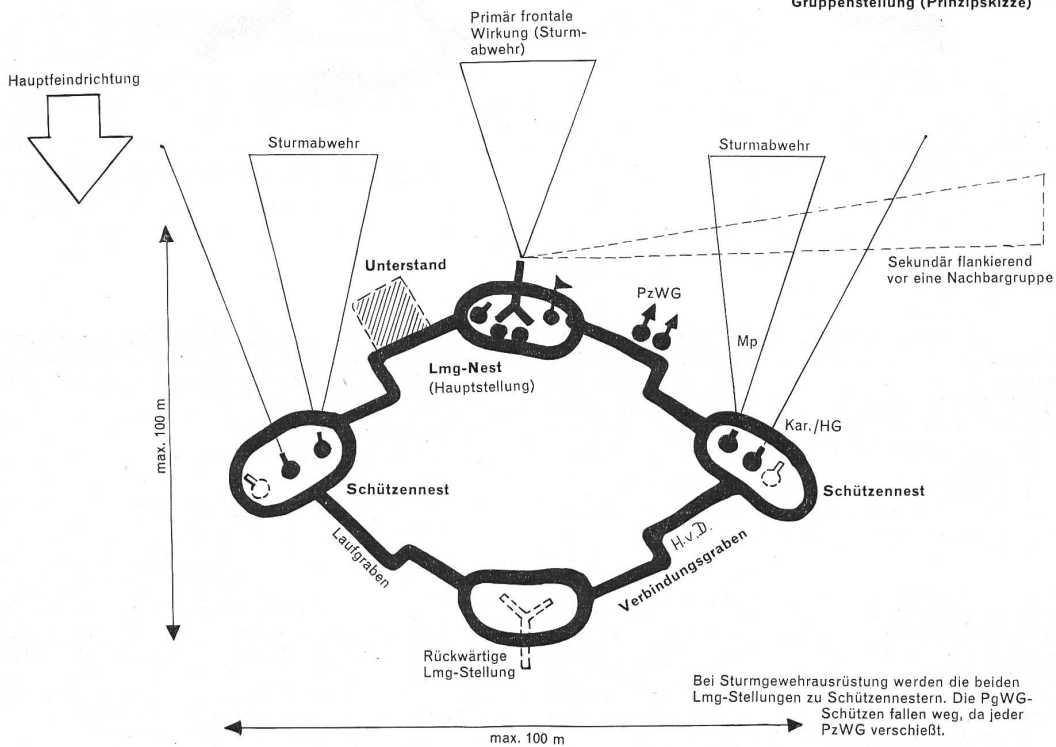 Gruppenstellung (Prinzipskizze)
Primär frontale
Wirkung (Sturm-
abwehr)
Hauptfeindrichtung
Sturmabwehr
Sturmabwehr
Sekundär flankierend
vor eine Nachbargruppe
Unterstand
PzWG
Mp
Lmg-Nest
(Hauptstellung)
max. 100 m
Kar./HG
Schützennest
Schützennest
Laufgraben
H.v.D.
Verbindungsgraben
Rückwärtige
Lmg-Stellung
Bei Sturmgewehrausrüstung werden die beiden
Lmg-Stellungen zu Schützennestern. Die PgWG-
Schützen fallen weg, da jeder
PzWG verschießt.
max. 100 m